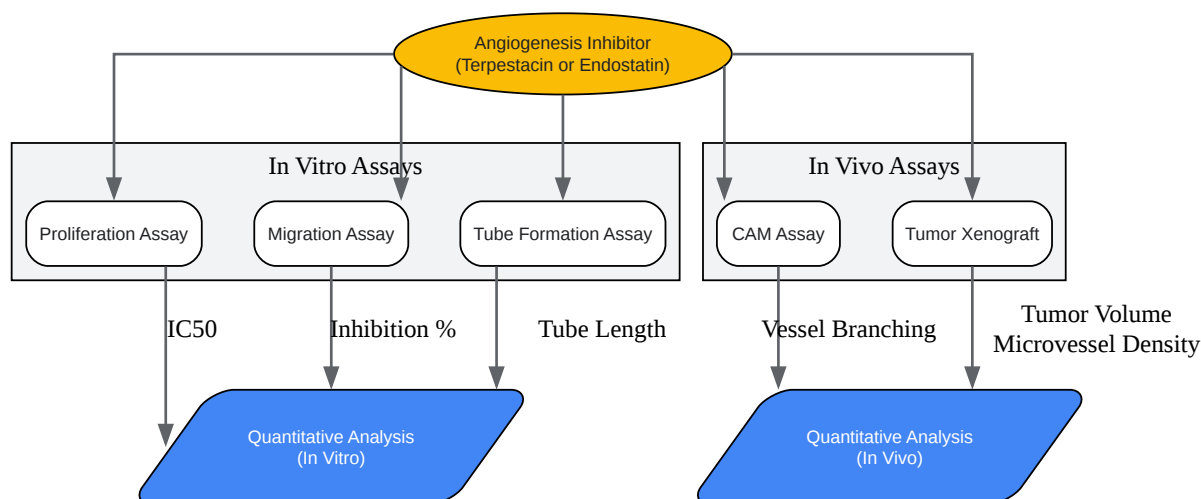 Angiogenesis Inhibitor
(Terpestacin or Endostatin)
In Vitro Assays
In Vivo Assays
Proliferation Assay
Migration Assay
Tube Formation Assay
CAM Assay
Tumor Xenograft
IC50
Inhibition %
Tube Length
Vessel Branching
Tumor Volume
Microvessel Density
Quantitative Analysis
(In Vitro)
Quantitative Analysis
(In Vivo)